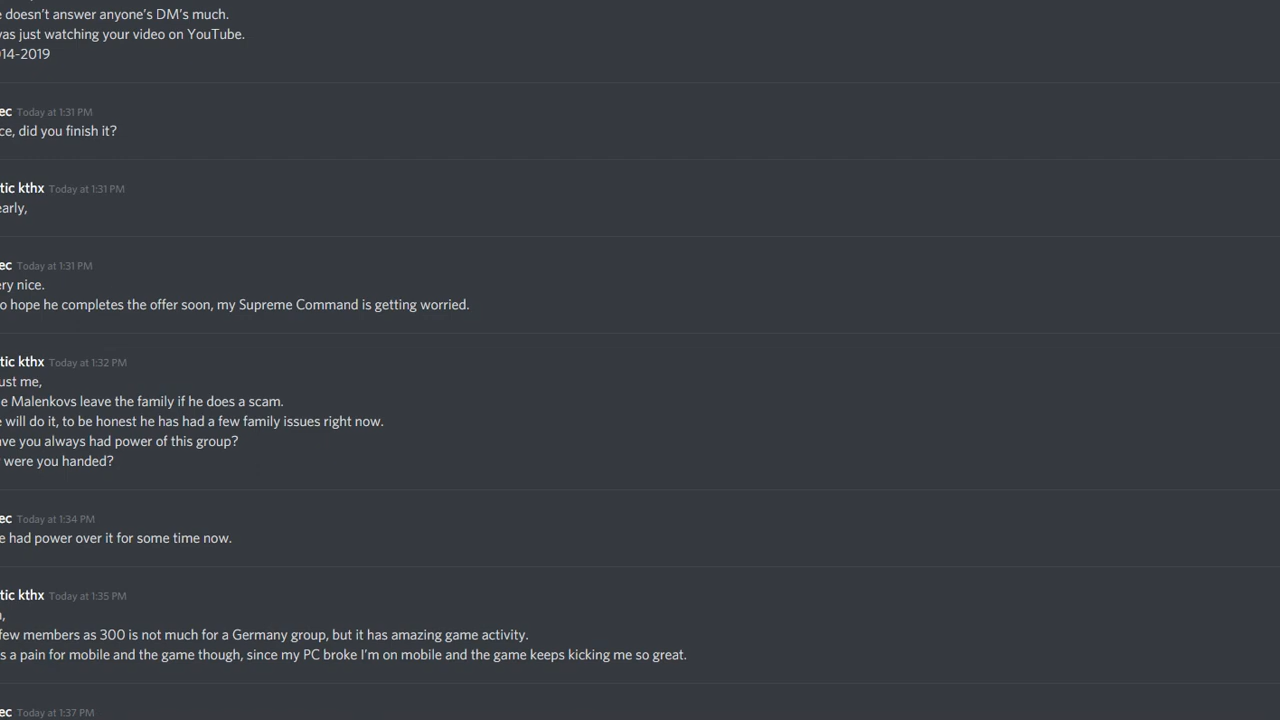 doesn't answer anyone's DM's much.
was just watching your video on YouTube.
14-2019
ec Today at 1:31 PM
ce, did you finish it?
tic kthx Today at 1:31 PM
early,
ec Today at 1:31 PM
ery nice.
o hope he completes the offer soon, my Supreme Command is getting worried.
tic kthx Today at 1:32 PM
ust me,
e Malenkovs leave the family if he does a scam.
e will do it, to be honest he has had a few family issues right now.
ave you always had power of this group?
were you handed?
ec Today at 1:34 PM
e had power over it for some time now.
tic kthx Today at 1:35 PM
few members as 300 is not much for a Germany group, but it has amazing game activity.
s a pain for mobile and the game though, since my PC broke I'm on mobile and the game keeps kicking me so great.
ec Today at 1:37 PM